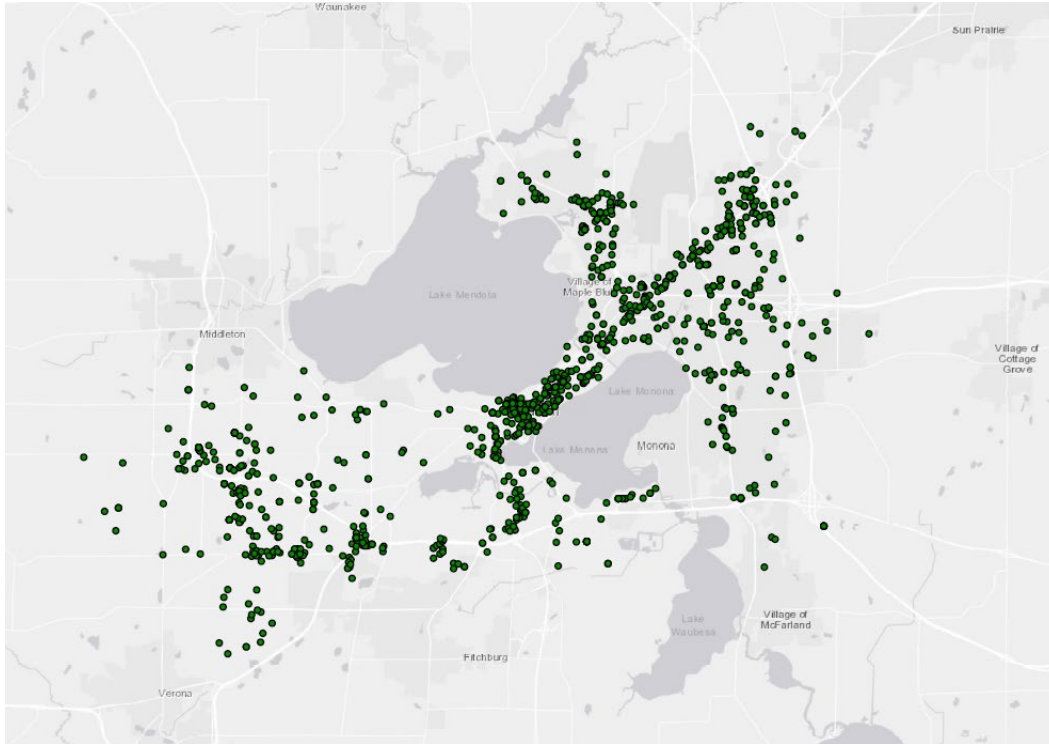 Waunakee
Sun Prairie
Lake Mendota
Village of
Maple
Middleton
Village of
Cottage
Grove
Lake Monona
Lake Monona
Monona
Lake
Waubesa
Village of
McFarland
Fitchburg
Verona